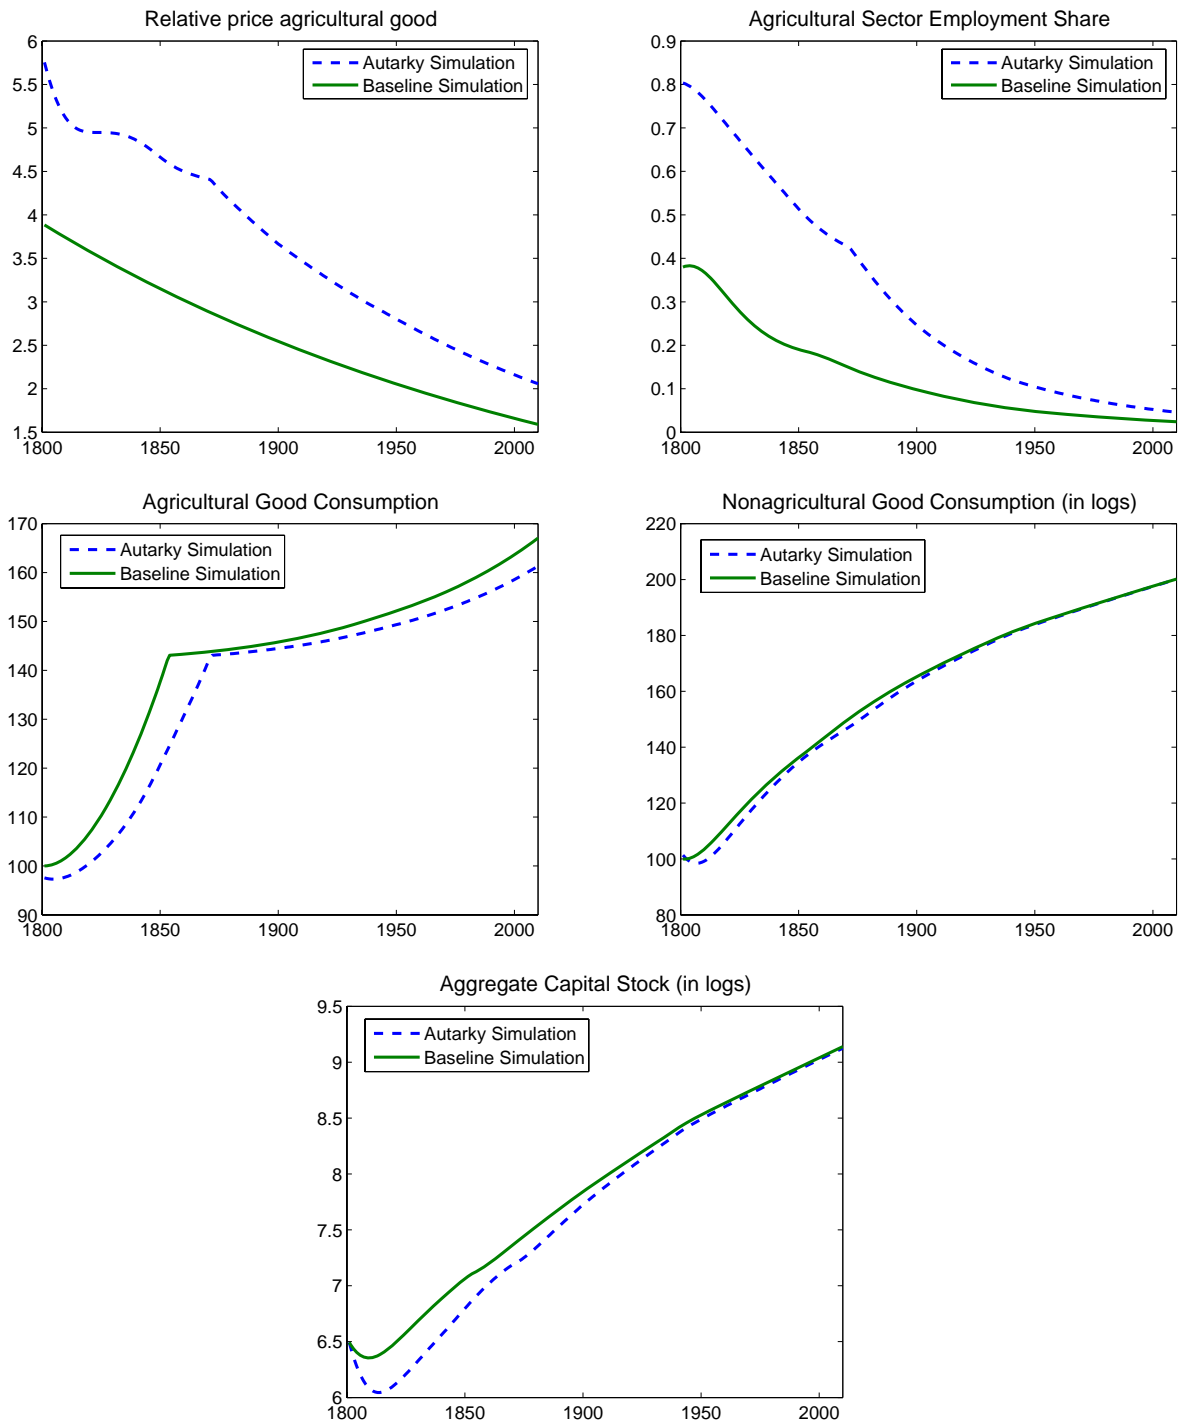 Relative price agricultural good
6
5.5
5
4.5
4
3.5
3
2.5
2
1.5
1800 1850 1900 1950 2000
Autarky Simulation
Baseline Simulation
Agricultural Sector Employment Share
0.9
0.8
0.7
0.6
0.5
0.4
0.3
0.2
0.1
0
1800 1850 1900 1950 2000
Autarky Simulation
Baseline Simulation
Agricultural Good Consumption
170
160
150
140
130
120
110
100
90
1800 1850 1900 1950 2000
Autarky Simulation
Baseline Simulation
Nonagricultural Good Consumption (in logs)
220
200
180
160
140
120
100
80
1800 1850 1900 1950 2000
Autarky Simulation
Baseline Simulation
Aggregate Capital Stock (in logs)
9.5
9
8.5
8
7.5
7
6.5
6
1800 1850 1900 1950 2000
Autarky Simulation
Baseline Simulation